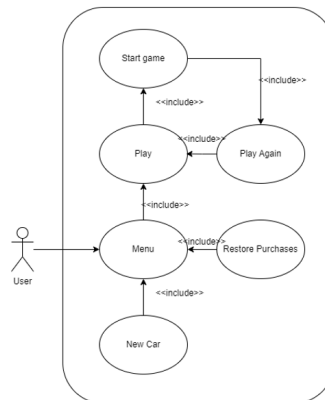 Start game
<<include>>
<<include>>
<<include>>
Play
Play Again
<<include>>
<<include>>
Menu
Restore Purchases
User
<<include>>
New Car